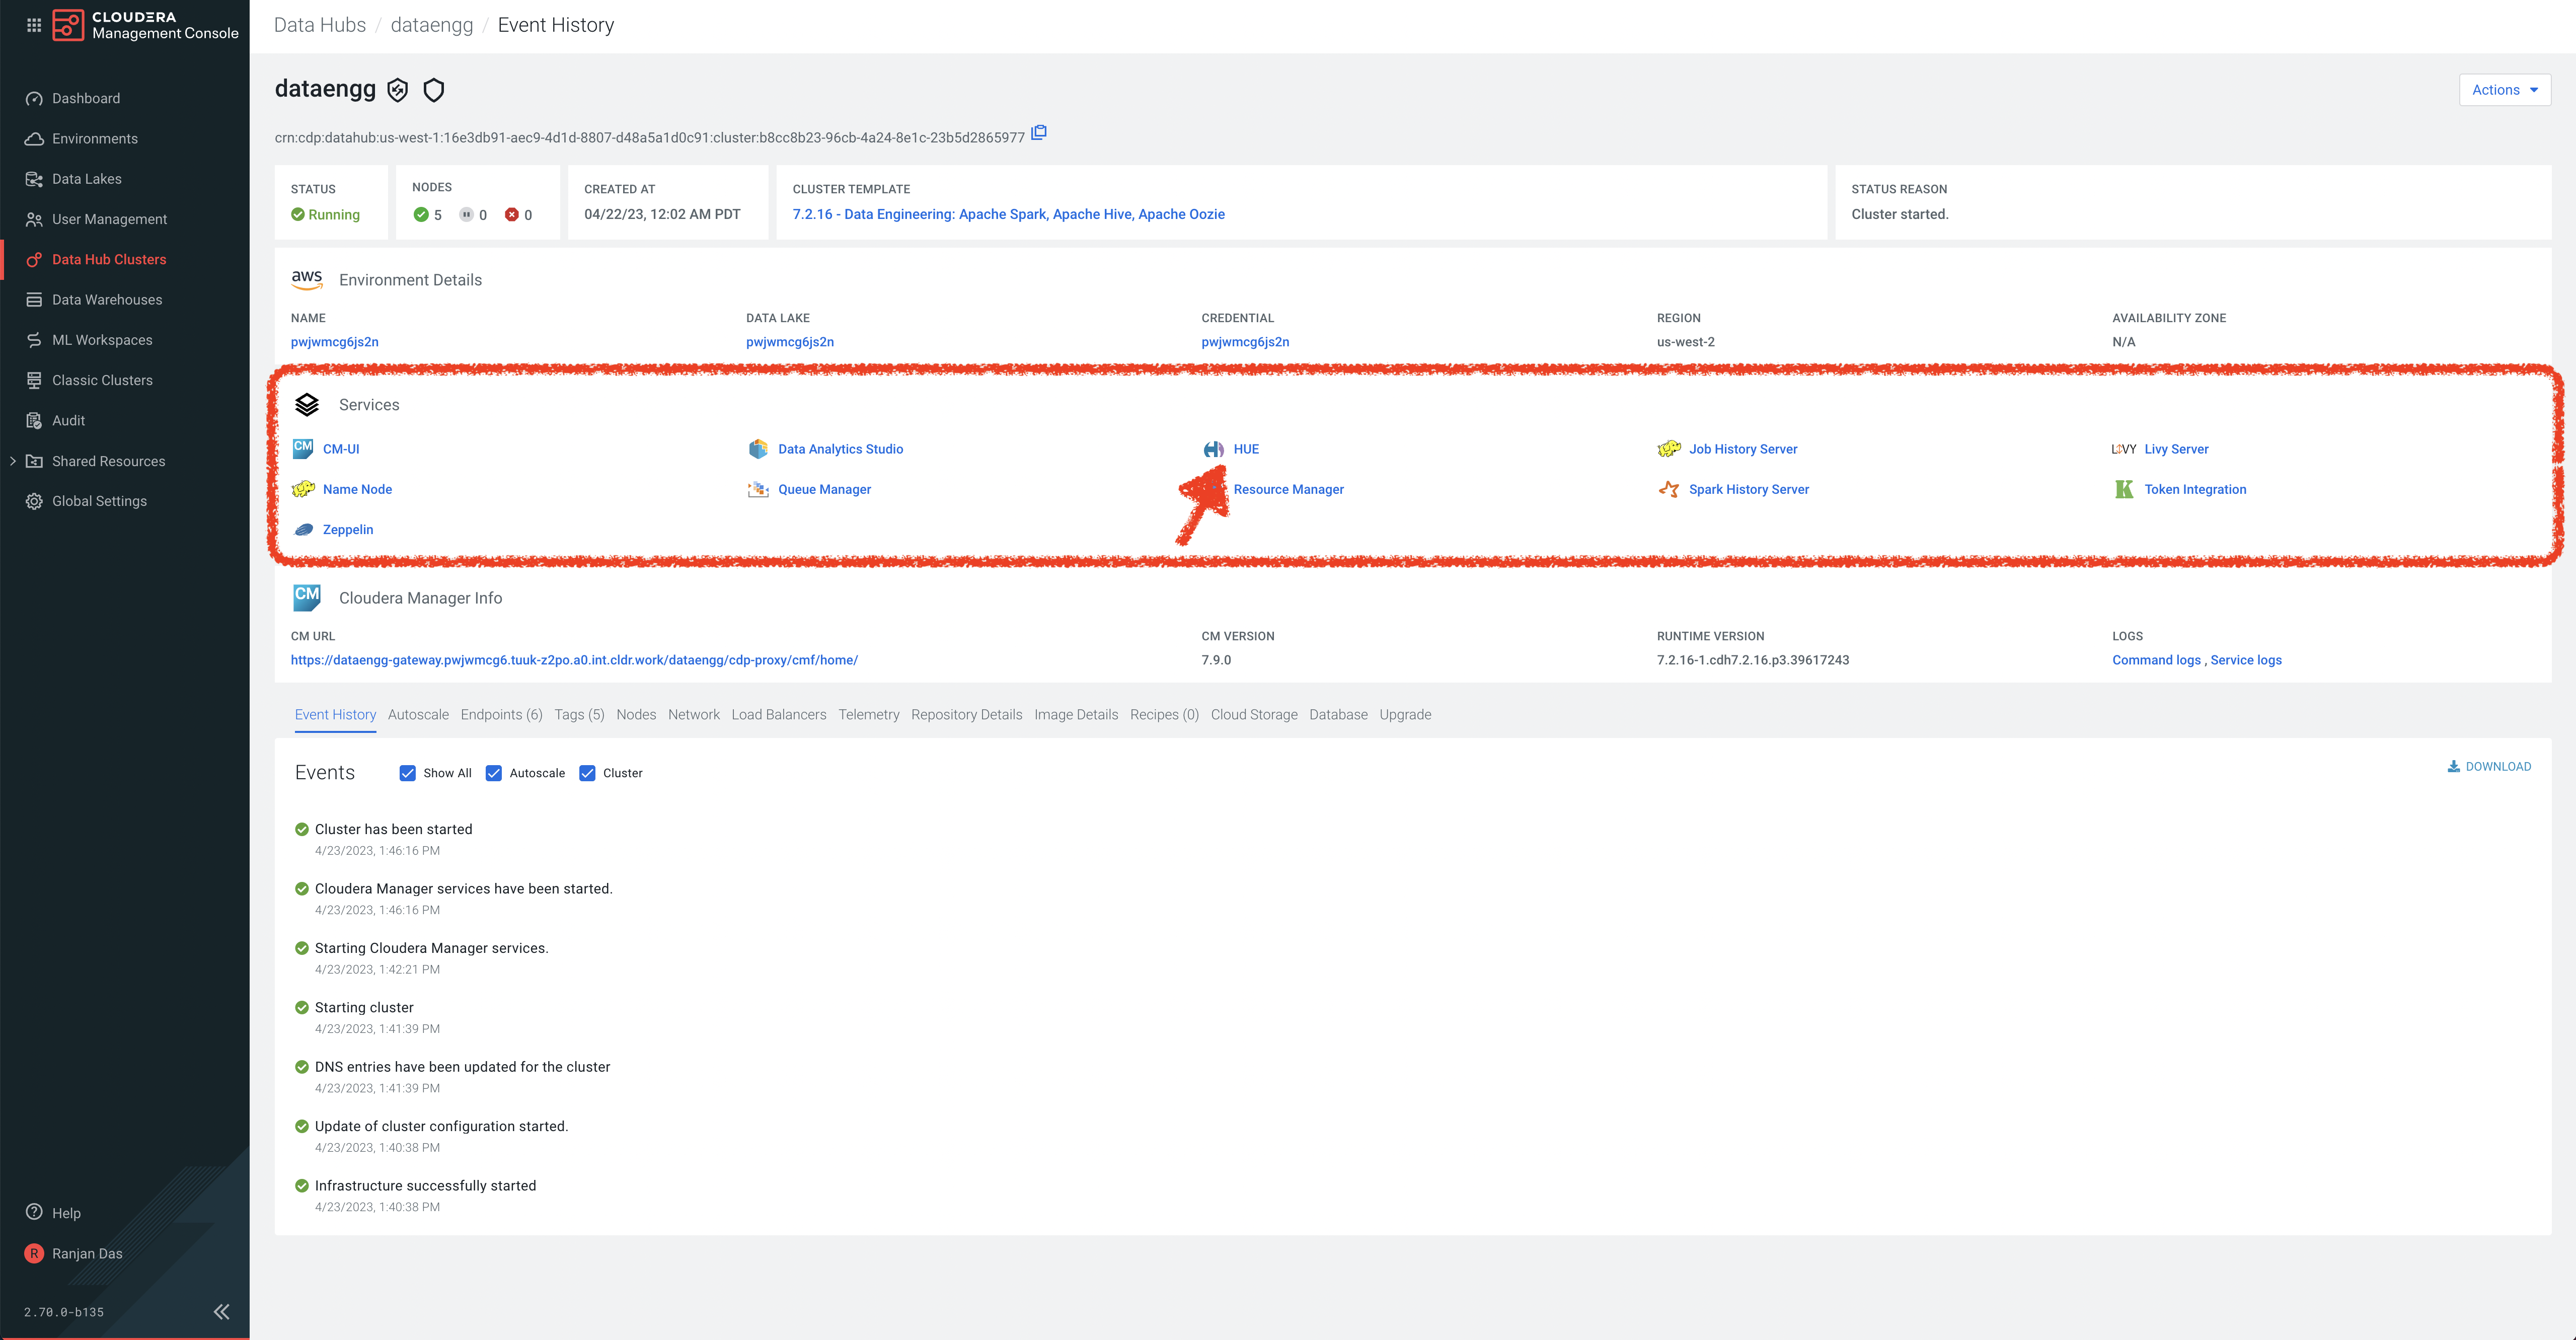 CLOUDERA
Management Console
Dashboard
Environments
Data Lakes
User Management
Data Hub Clusters
Data Warehouses
ML Workspaces
Classic Clusters
Audit
Shared Resources
Global Settings
Help
R Ranjan Das
2.70.0-b135
Data Hubs / dataengg / Event History
dataengg
Actions
crn:cdp:datahub:us-west-1:16e3db91-aec9-4d1d-8807-d48a5a1d0c91:cluster:b8cc8b23-96cb-4a24-8e1c-23b5d2865977
STATUS NODES CREATED AT CLUSTER TEMPLATE STATUS REASON
Running 5 0 0 04/22/23, 12:02 AM PDT 7.2.16 - Data Engineering: Apache Spark, Apache Hive, Apache Oozie Cluster started.
aws Environment Details
NAME DATA LAKE CREDENTIAL REGION AVAILABILITY ZONE
pwjwmcg6js2n pwjwmcg6js2n pwjwmcg6js2n us-west-2 N/A
Services
CM CM-UI Data Analytics Studio HUE Job History Server LIVY Livy Server
Name Node Queue Manager Resource Manager Spark History Server K Token Integration
Zeppelin
CM Cloudera Manager Info
CM URL CM VERSION RUNTIME VERSION LOGS
https://dataengg-gateway.pwjwmcg6.tuuk-z2po.a0.int.cldr.work/dataengg/cdp-proxy/cmf/home/ 7.9.0 7.2.16-1.cdh7.2.16.p3.39617243 Command logs , Service logs
Event History Autoscale Endpoints (6) Tags (5) Nodes Network Load Balancers Telemetry Repository Details Image Details Recipes (0) Cloud Storage Database Upgrade
Events Show All Autoscale Cluster DOWNLOAD
Cluster has been started
4/23/2023, 1:46:16 PM
Cloudera Manager services have been started.
4/23/2023, 1:46:16 PM
Starting Cloudera Manager services.
4/23/2023, 1:42:21 PM
Starting cluster
4/23/2023, 1:41:39 PM
DNS entries have been updated for the cluster
4/23/2023, 1:41:39 PM
Update of cluster configuration started.
4/23/2023, 1:40:38 PM
Infrastructure successfully started
4/23/2023, 1:40:38 PM